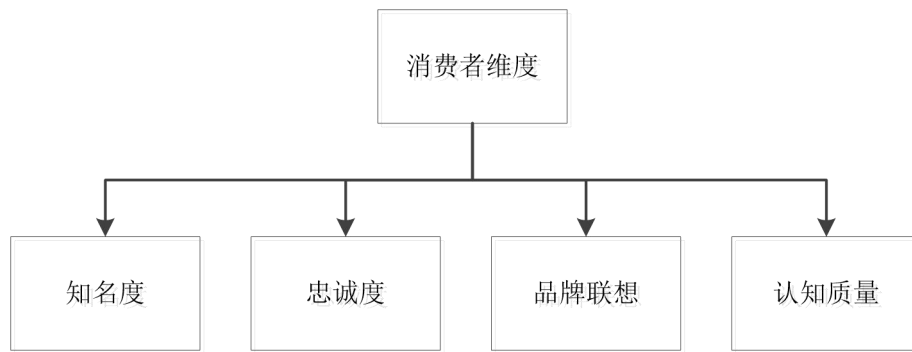 消费者维度
知名度
忠诚度
品牌联想
认知质量